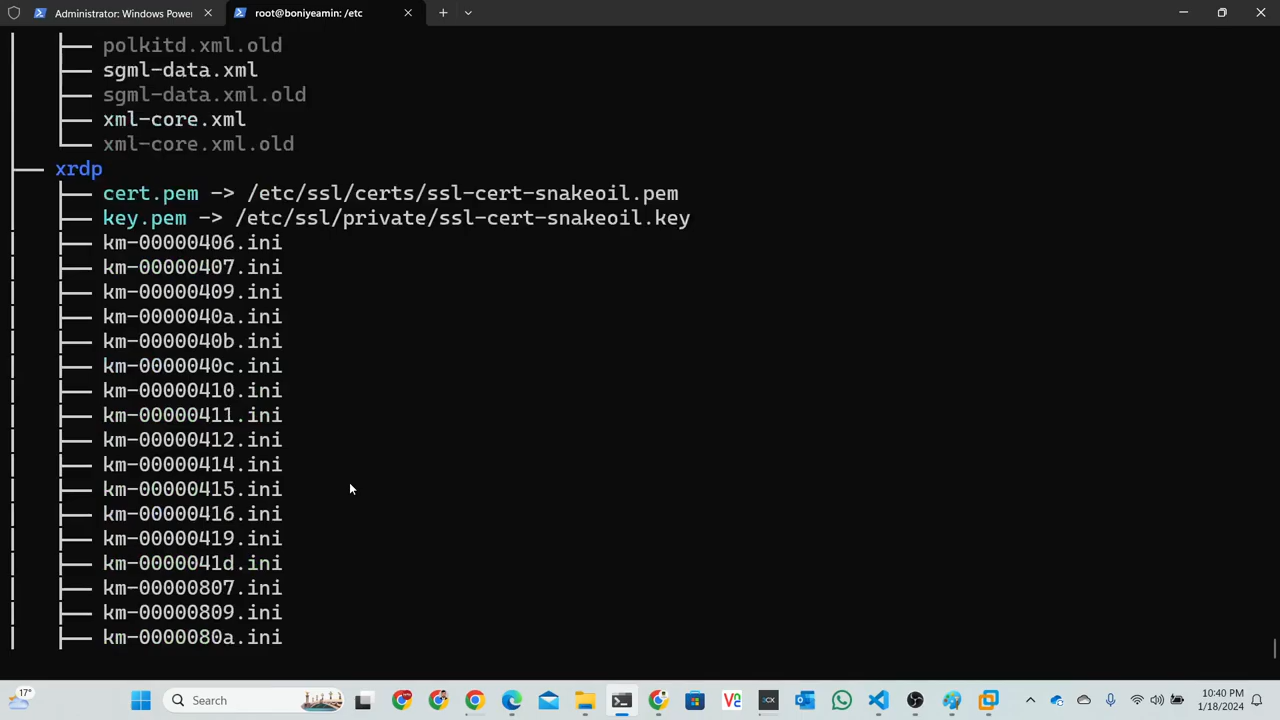 Administrator: Windows Power
root@boniyeamin: /etc
polkitd.xml.old
sgml-data.xml
sgml-data.xml.old
xml-core.xml
xml-core.xml.old
xrdp
cert.pem -> /etc/ssl/certs/ssl-cert-snakeoil.pem
key.pem -> /etc/ssl/private/ssl-cert-snakeoil.key
km-00000406.ini
km-00000407.ini
km-00000409.ini
km-0000040a.ini
km-0000040b.ini
km-0000040c.ini
km-00000410.ini
km-00000411.ini
km-00000412.ini
km-00000414.ini
km-00000415.ini
km-00000416.ini
km-00000419.ini
km-0000041d.ini
km-00000807.ini
km-00000809.ini
km-0000080a.ini
17°
Search
10:40 PM
1/18/2024